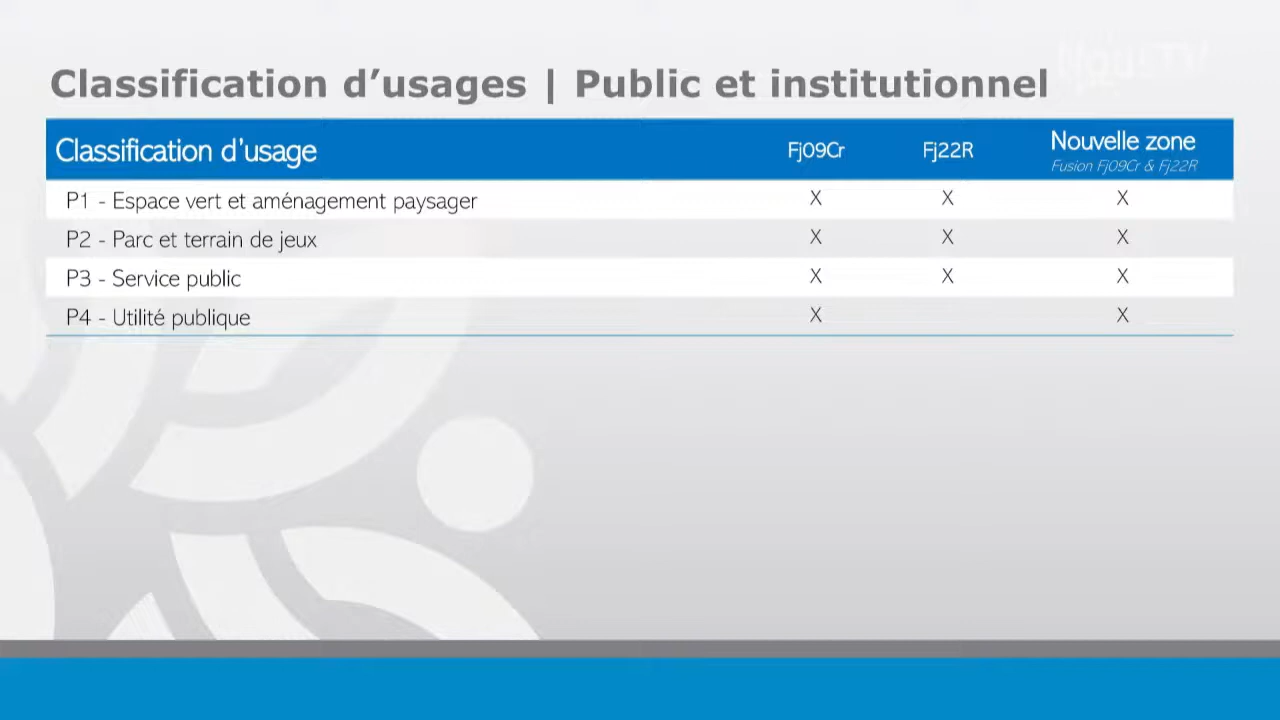 NousTV
Classification d’usages | Public et institutionnel
Classification d’usage Fj09Cr Fj22R Nouvelle zone
Fusion Fj09Cr & Fj22R
P1 - Espace vert et aménagement paysager X X X
P2 - Parc et terrain de jeux X X X
P3 - Service public X X X
P4 - Utilité publique X X